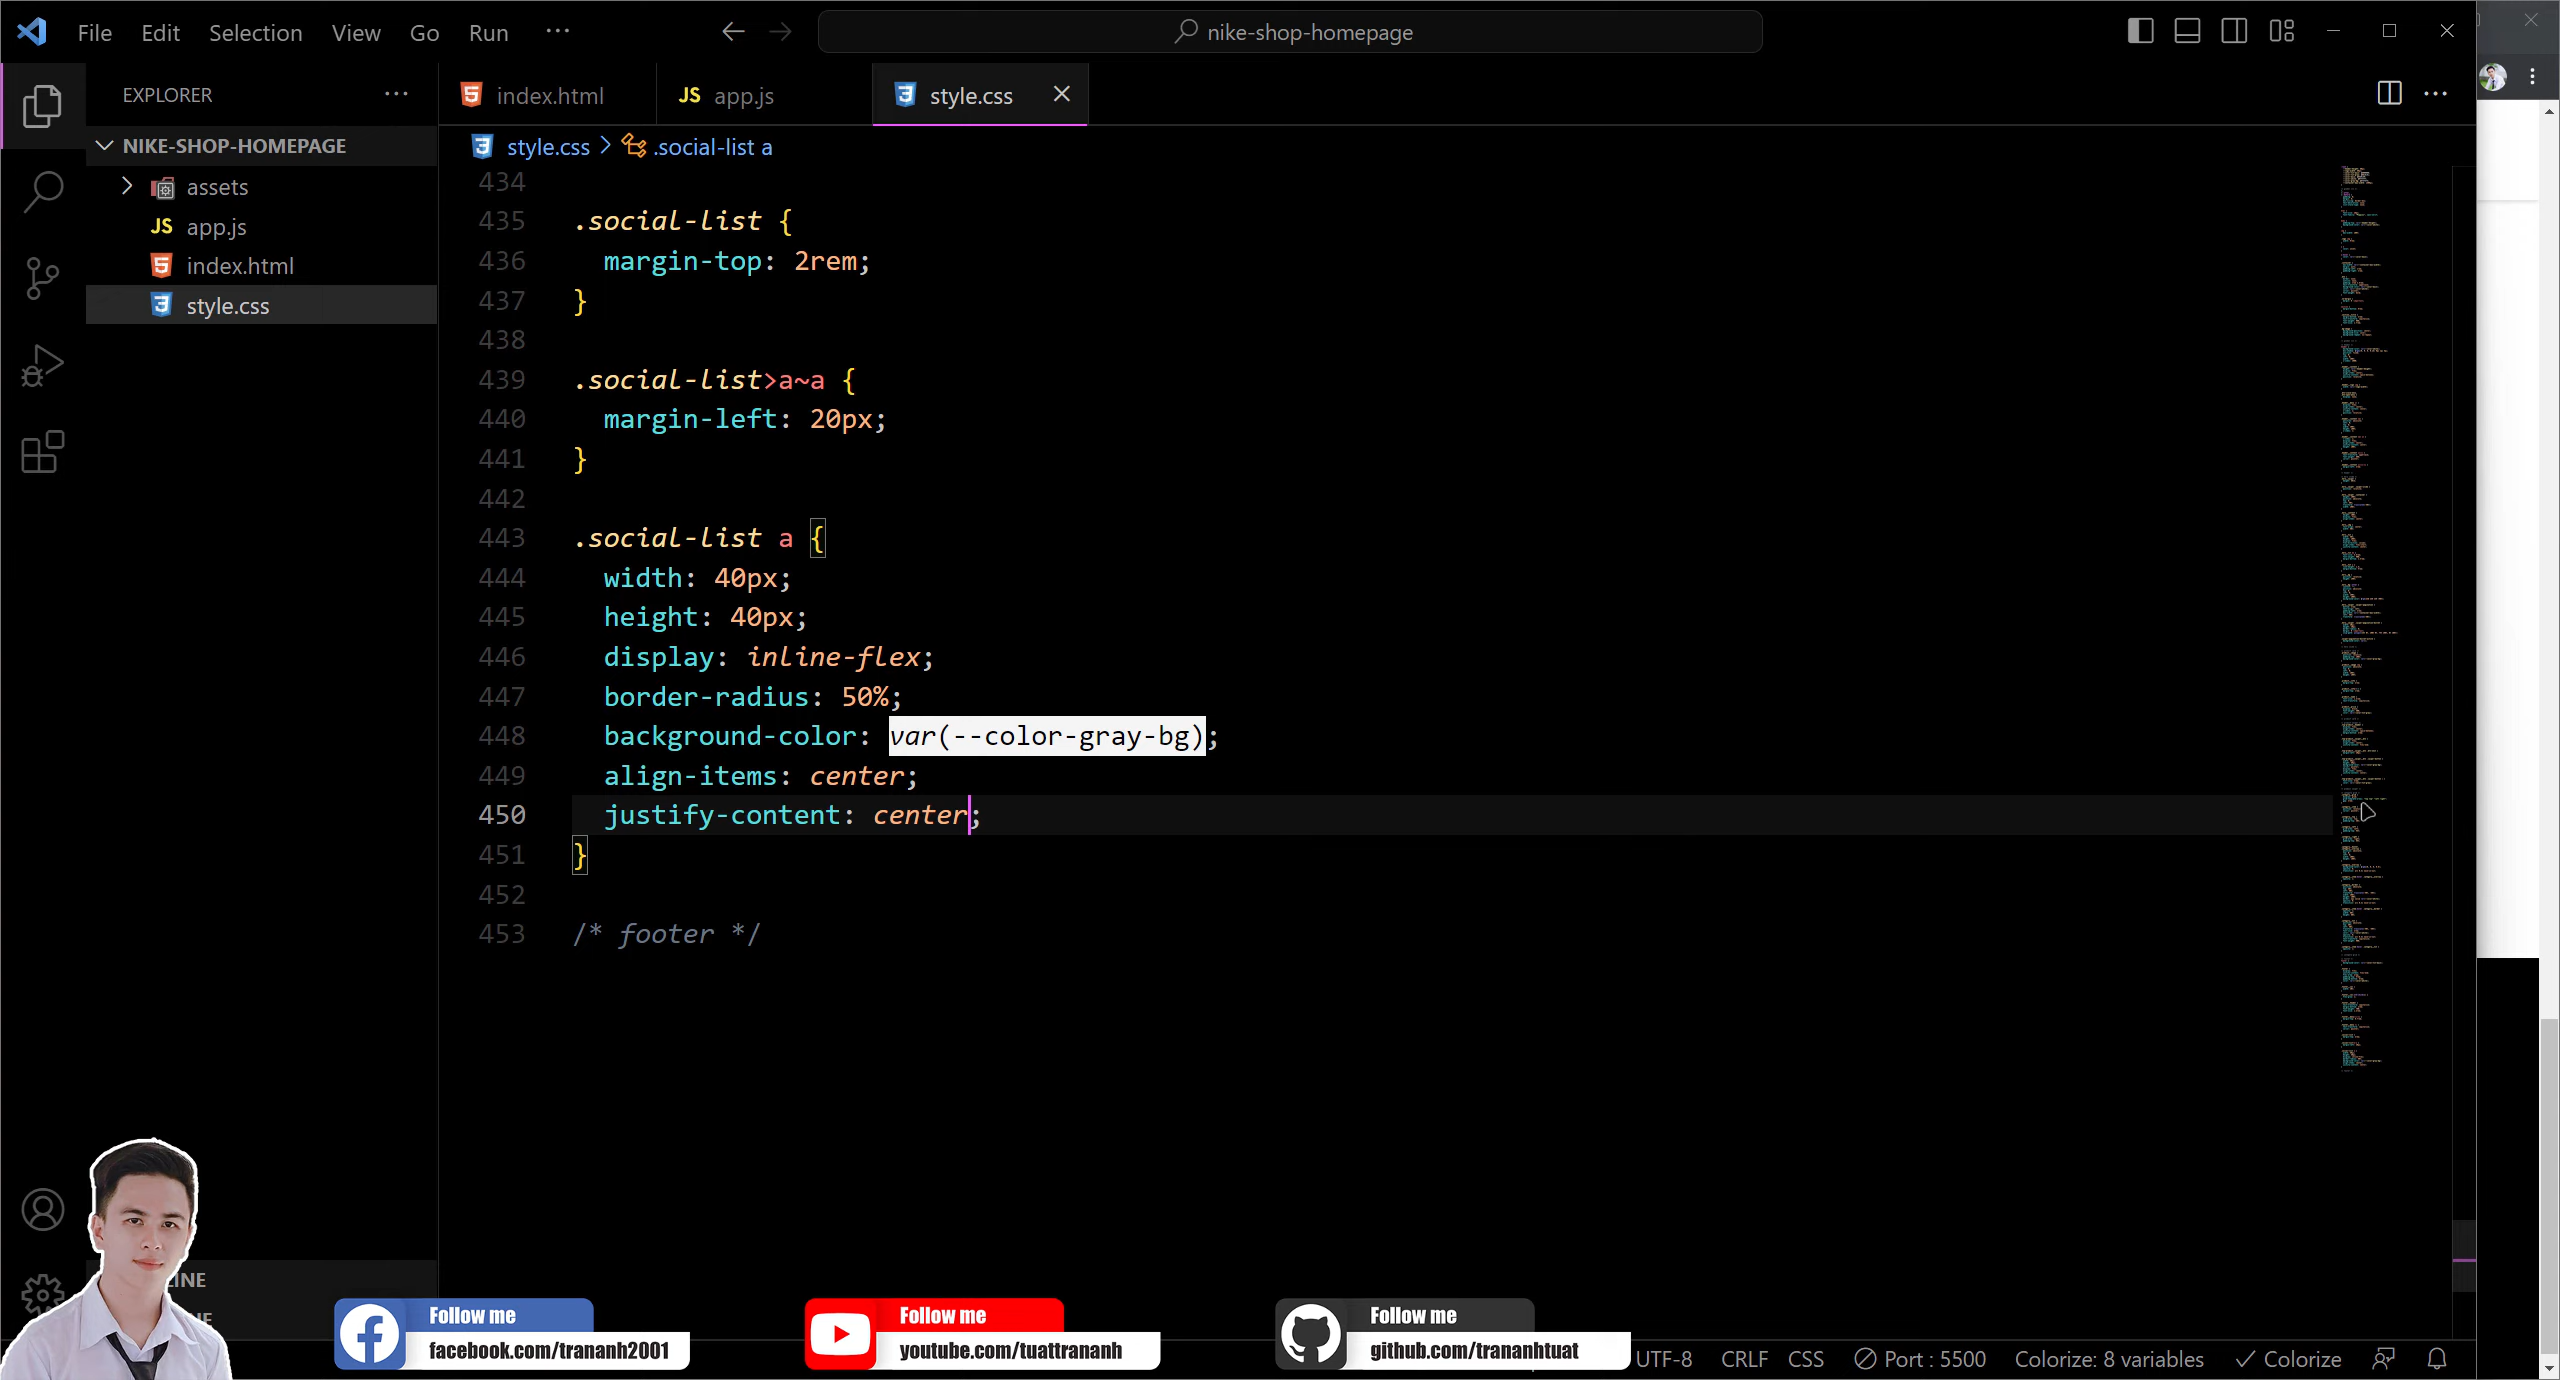 File Edit Selection View Go Run ···
nike-shop-homepage
EXPLORER ···
NIKE-SHOP-HOMEPAGE
assets
JS app.js
index.html
style.css
index.html
JS app.js
style.css
style.css > .social-list a
434
435 .social-list {
436 margin-top: 2rem;
437 }
438
439 .social-list>a~a {
440 margin-left: 20px;
441 }
442
443 .social-list a {
444 width: 40px;
445 height: 40px;
446 display: inline-flex;
447 border-radius: 50%;
448 background-color: var(--color-gray-bg);
449 align-items: center;
450 justify-content: center;
451 }
452
453 /* footer */
Follow me
facebook.com/trananh2001
Follow me
youtube.com/tuattrananh
Follow me
github.com/trananhtuat
UTF-8 CRLF CSS Port : 5500 Colorize: 8 variables Colorize